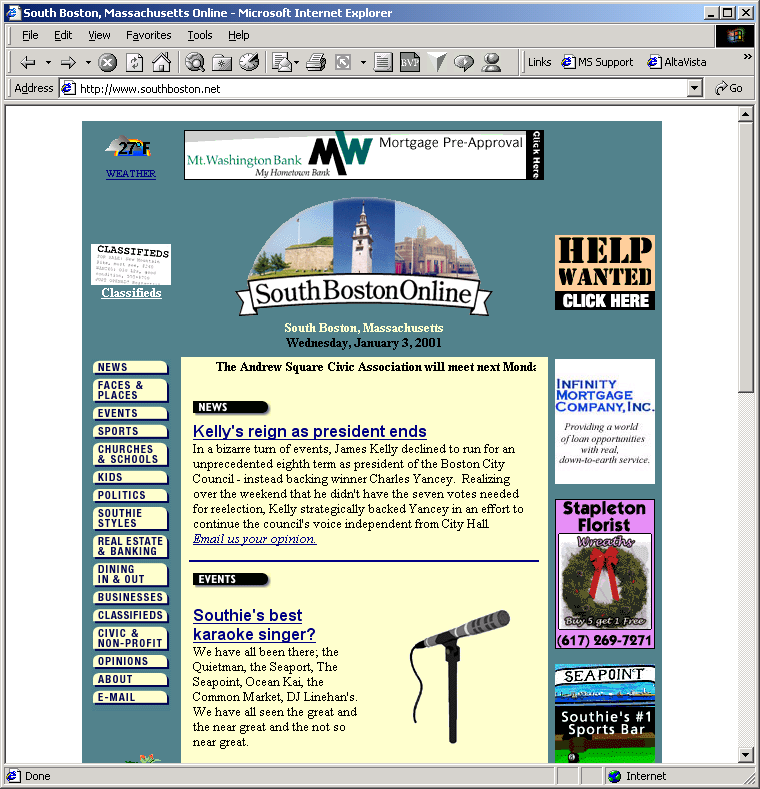 South Boston, Massachusetts Online - Microsoft Internet Explorer
File Edit View Favorites Tools Help
BVP
Links MS Support AltaVista
Address http://www.southboston.net Go
27°F
WEATHER
Mt.Washington Bank
My Hometown Bank
MW
Mortgage Pre-Approval
Click Here
CLASSIFIEDS
Classifieds
SouthBostonOnline
South Boston, Massachusetts
Wednesday, January 3, 2001
HELP
WANTED
CLICK HERE
NEWS
FACES &
PLACES
EVENTS
SPORTS
CHURCHES
& SCHOOLS
KIDS
POLITICS
SOUTHIE
STYLES
REAL ESTATE
& BANKING
DINING
IN & OUT
BUSINESSES
CLASSIFIEDS
CIVIC &
NON-PROFIT
OPINIONS
ABOUT
E-MAIL
The Andrew Square Civic Association will meet next Monda
NEWS
Kelly's reign as president ends
In a bizarre turn of events, James Kelly declined to run for an
unprecedented eighth term as president of the Boston City
Council - instead backing winner Charles Yancey. Realizing
over the weekend that he didn't have the seven votes needed
for reelection, Kelly strategically backed Yancey in an effort to
continue the council's voice independent from City Hall.
Email us your opinion.
EVENTS
Southie's best
karaoke singer?
We have all been there; the
Quietman, the Seaport, The
Seapoint, Ocean Kai, the
Common Market, DJ Linehan's.
We have all seen the great and
the near great and the not so
near great.
INFINITY
MORTGAGE
COMPANY, INC.
Providing a world
of loan opportunities
with real,
down-to-earth service.
Stapleton
Florist
Wreaths
Buy 5 get 1 Free
(617) 269-7271
SEAPOINT
Southie's #1
Sports Bar
Done Internet